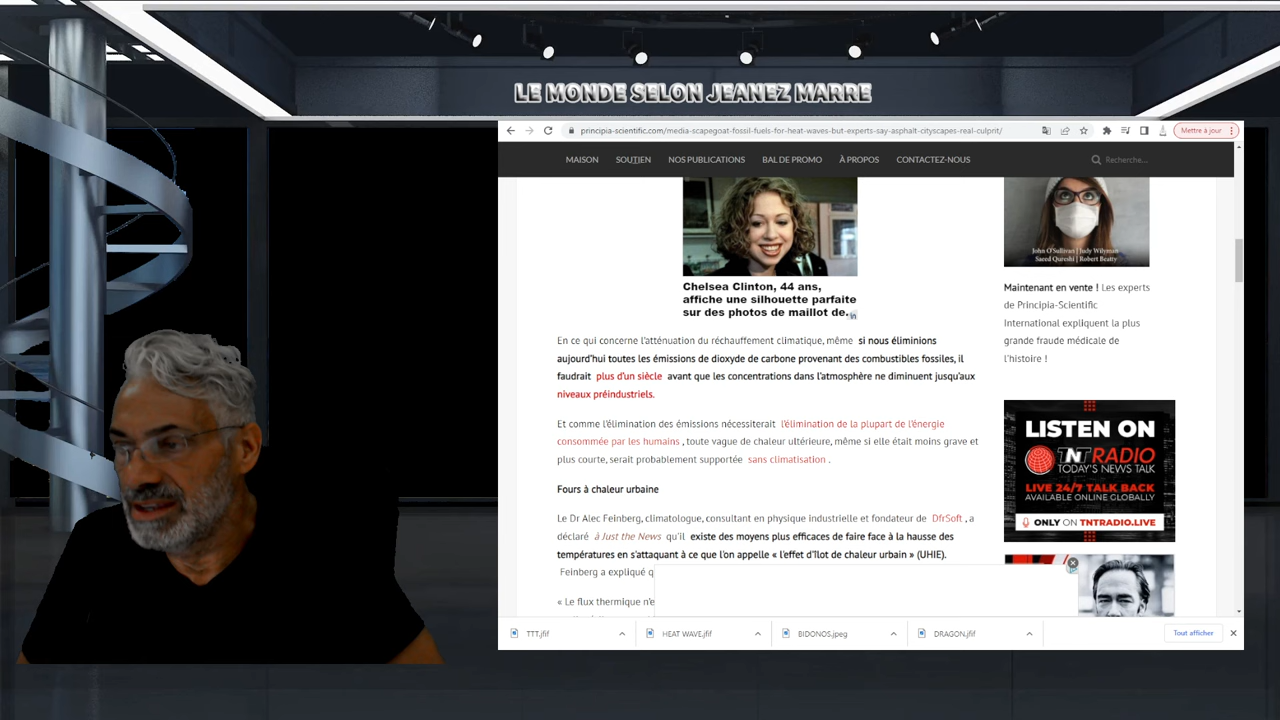 LE MONDE SELON JEANEZ MARRE
principia-scientific.com/media-scapegoat-fossil-fuels-for-heat-waves-but-experts-say-asphalt-cityscapes-real-culprit/
Mettre à jour
MAISON SOUTIEN NOS PUBLICATIONS BAL DE PROMO À PROPOS CONTACTEZ-NOUS
Recherche...
Chelsea Clinton, 44 ans,
affiche une silhouette parfaite
sur des photos de maillot de.
En ce qui concerne l'atténuation du réchauffement climatique, même si nous éliminions
aujourd'hui toutes les émissions de dioxyde de carbone provenant des combustibles fossiles, il
faudrait plus d'un siècle avant que les concentrations dans l'atmosphère ne diminuent jusqu'aux
niveaux préindustriels.
Et comme l'élimination des émissions nécessiterait l'élimination de la plupart de l'énergie
consommée par les humains , toute vague de chaleur ultérieure, même si elle était moins grave et
plus courte, serait probablement supportée sans climatisation .
Fours à chaleur urbaine
Le Dr Alec Feinberg, climatologue, consultant en physique industrielle et fondateur de DfrSoft , a
déclaré à Just the News qu'il existe des moyens plus efficaces de faire face à la hausse des
températures en s'attaquant à ce que l'on appelle « l'effet d'îlot de chaleur urbain » (UHIE).
Feinberg a expliqué q
« Le flux thermique n'e
John O'Sullivan | Judy Wilyman
Saeed Qureshi | Robert Beatty
Maintenant en vente ! Les experts
de Principia-Scientific
International expliquent la plus
grande fraude médicale de
l'histoire !
LISTEN ON
TNT RADIO
TODAY'S NEWS TALK
LIVE 24/7 TALK BACK
AVAILABLE ONLINE GLOBALLY
ONLY ON TNTRADIO.LIVE
TTT.jfif
HEAT WAVE.jfif
BIDONOS.jpeg
DRAGON.jfif
Tout afficher